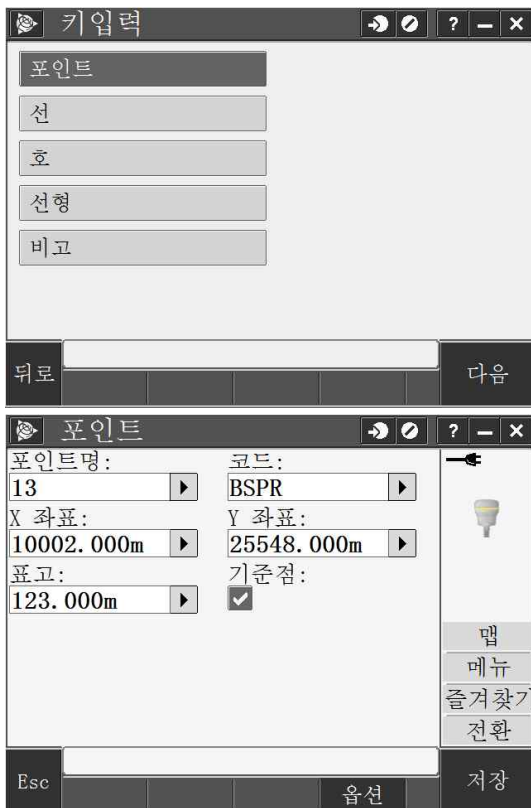 키입력
? – ×
포인트
선
호
선형
비고
뒤로
다음
포인트
? – ×
포인트명: 코드:
13 BSPR
X 좌표: Y 좌표:
10002.000m 25548.000m
표고: 기준점:
123.000m
맵
메뉴
즐겨찾기
전환
Esc 옵션 저장